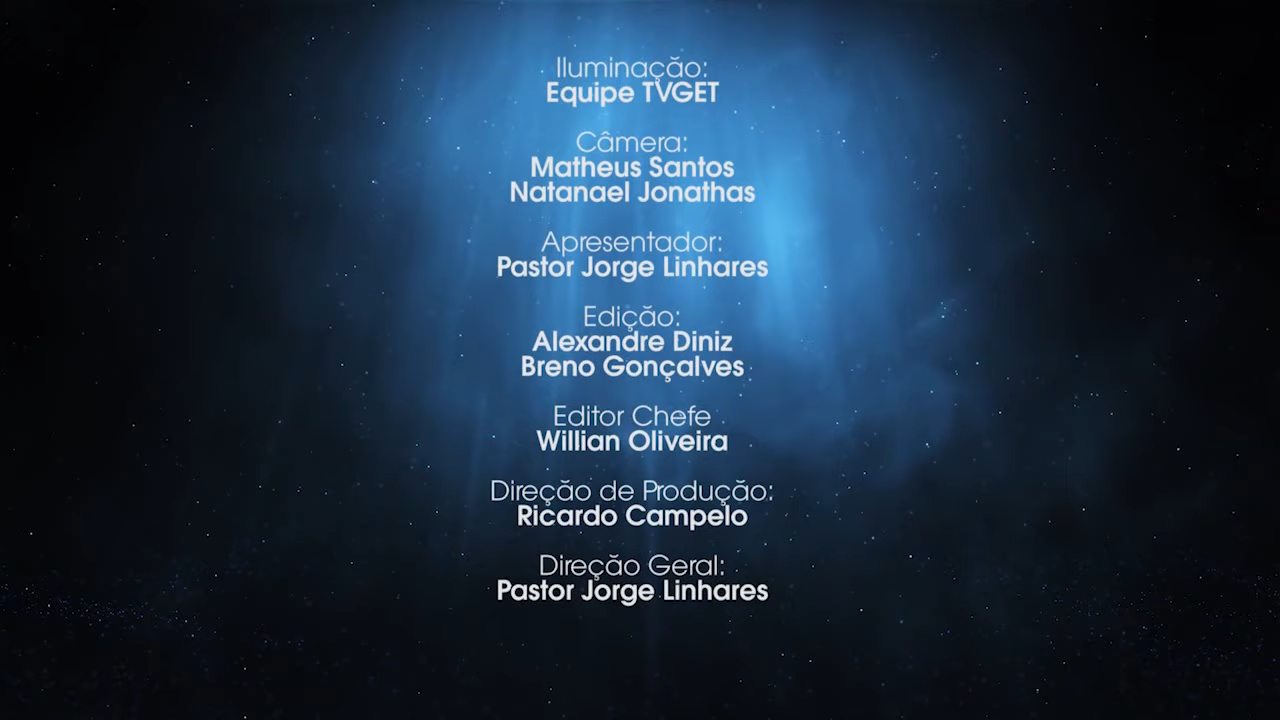 Iluminação:
Equipe TVGET
Câmera:
Matheus Santos
Natanael Jonathas
Apresentador:
Pastor Jorge Linhares
Edição:
Alexandre Diniz
Breno Gonçalves
Editor Chefe
Willian Oliveira
Direção de Produção:
Ricardo Campelo
Direção Geral:
Pastor Jorge Linhares